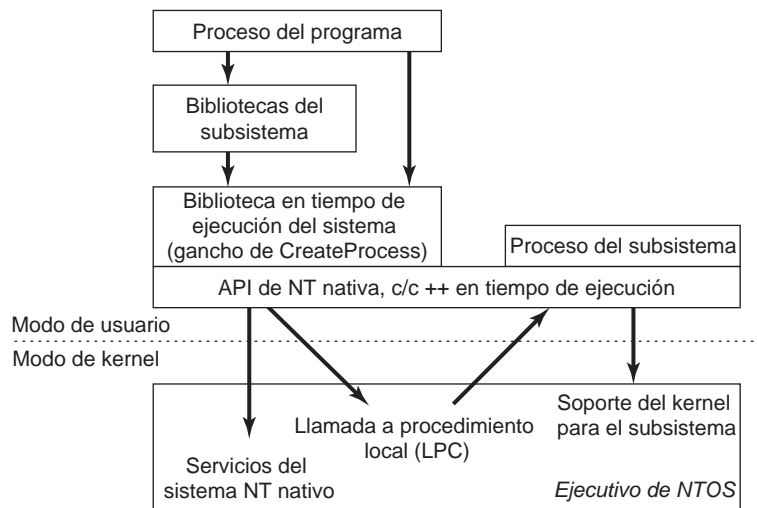 Proceso del programa
Bibliotecas del
subsistema
Biblioteca en tiempo de
ejecución del sistema
(gancho de CreateProcess)
Proceso del subsistema
API de NT nativa, c/c ++ en tiempo de ejecución
Modo de usuario
Modo de kernel
Soporte del kernel
para el subsistema
Llamada a procedimiento
local (LPC)
Servicios del
sistema NT nativo
Ejecutivo de NTOS